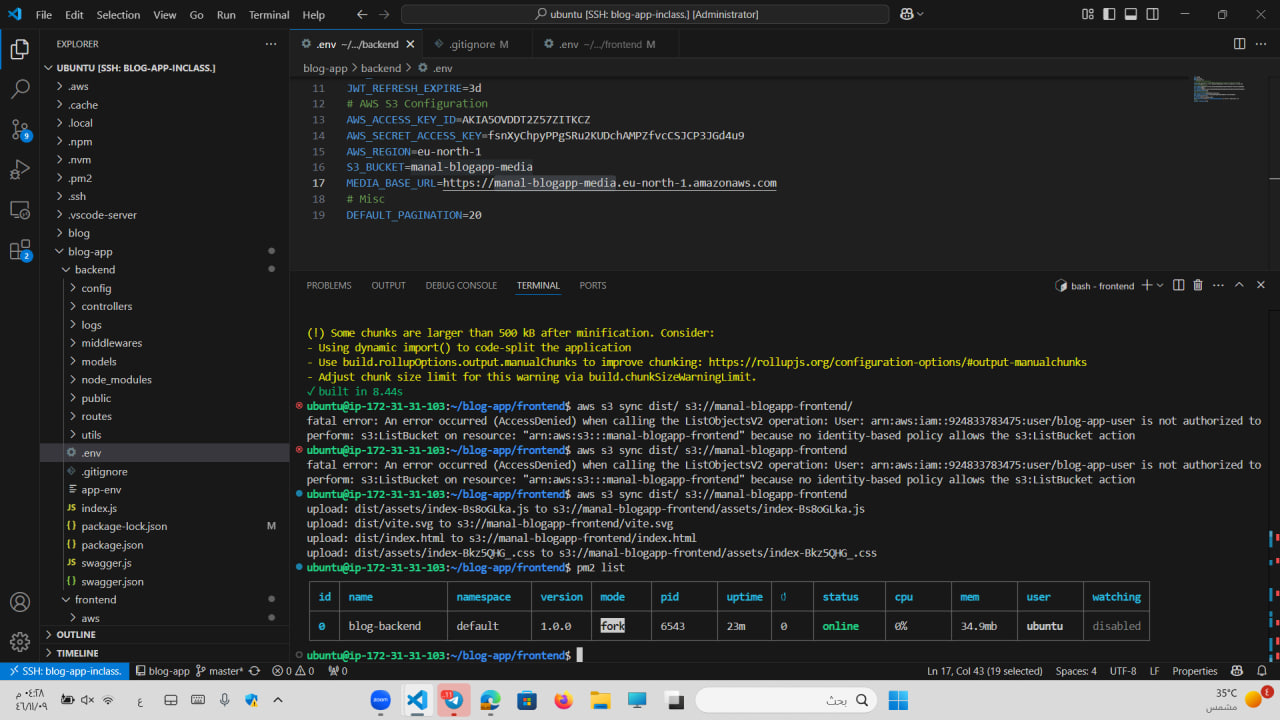 File Edit Selection View Go Run Terminal Help
ubuntu [SSH: blog-app-inclass.] [Administrator]
EXPLORER
UBUNTU [SSH: BLOG-APP-INCLASS.]
.aws
.cache
.local
.npm
.nvm
.pm2
.ssh
.vscode-server
blog
blog-app
backend
config
controllers
logs
middlewares
models
node_modules
public
routes
utils
.env
.gitignore
app-env
index.js
package-lock.json M
package.json
swagger.js
swagger.json
frontend
aws
OUTLINE
TIMELINE
9
2
.env ~/.../backend
.gitignore M
.env ~/.../frontend M
blog-app > backend > .env
11 JWT_REFRESH_EXPIRE=3d
12 # AWS S3 Configuration
13 AWS_ACCESS_KEY_ID=AKIA5OVDDT2Z57ZITKCZ
14 AWS_SECRET_ACCESS_KEY=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
15 AWS_REGION=eu-north-1
16 S3_BUCKET=manal-blogapp-media
17 MEDIA_BASE_URL=https://manal-blogapp-media.eu-north-1.amazonaws.com
18 # Misc
19 DEFAULT_PAGINATION=20
PROBLEMS OUTPUT DEBUG CONSOLE TERMINAL PORTS
bash - frontend
(!) Some chunks are larger than 500 kB after minification. Consider:
- Using dynamic import() to code-split the application
- Use build.rollupOptions.output.manualChunks to improve chunking: https://rollupjs.org/configuration-options/#output-manualchunks
- Adjust chunk size limit for this warning via build.chunkSizeWarningLimit.
✓ built in 8.44s
ubuntu@ip-172-31-31-103:~/blog-app/frontend$ aws s3 sync dist/ s3://manal-blogapp-frontend/
fatal error: An error occurred (AccessDenied) when calling the ListObjectsV2 operation: User: arn:aws:iam::924833783475:user/blog-app-user is not authorized to
perform: s3:ListBucket on resource: "arn:aws:s3:::manal-blogapp-frontend" because no identity-based policy allows the s3:ListBucket action
ubuntu@ip-172-31-31-103:~/blog-app/frontend$ aws s3 sync dist/ s3://manal-blogapp-frontend
fatal error: An error occurred (AccessDenied) when calling the ListObjectsV2 operation: User: arn:aws:iam::924833783475:user/blog-app-user is not authorized to
perform: s3:ListBucket on resource: "arn:aws:s3:::manal-blogapp-frontend" because no identity-based policy allows the s3:ListBucket action
ubuntu@ip-172-31-31-103:~/blog-app/frontend$ aws s3 sync dist/ s3://manal-blogapp-frontend
upload: dist/assets/index-Bs8oGLka.js to s3://manal-blogapp-frontend/assets/index-Bs8oGLka.js
upload: dist/vite.svg to s3://manal-blogapp-frontend/vite.svg
upload: dist/index.html to s3://manal-blogapp-frontend/index.html
upload: dist/assets/index-Bkz5QHG_.css to s3://manal-blogapp-frontend/assets/index-Bkz5QHG_.css
ubuntu@ip-172-31-31-103:~/blog-app/frontend$ pm2 list
id name namespace version mode pid uptime ↺ status cpu mem user watching
0 blog-backend default 1.0.0 fork 6543 23m 0 online 0% 34.9mb ubuntu disabled
ubuntu@ip-172-31-31-103:~/blog-app/frontend$
SSH: blog-app-inclass. blog-app master* 0 0 0 Ln 17, Col 43 (19 selected) Spaces: 4 UTF-8 LF Properties
٠٤:٢٨ م
٤٦/١١/٠٩
ع
zoom
11
بحث
35°C
مشمس
٤